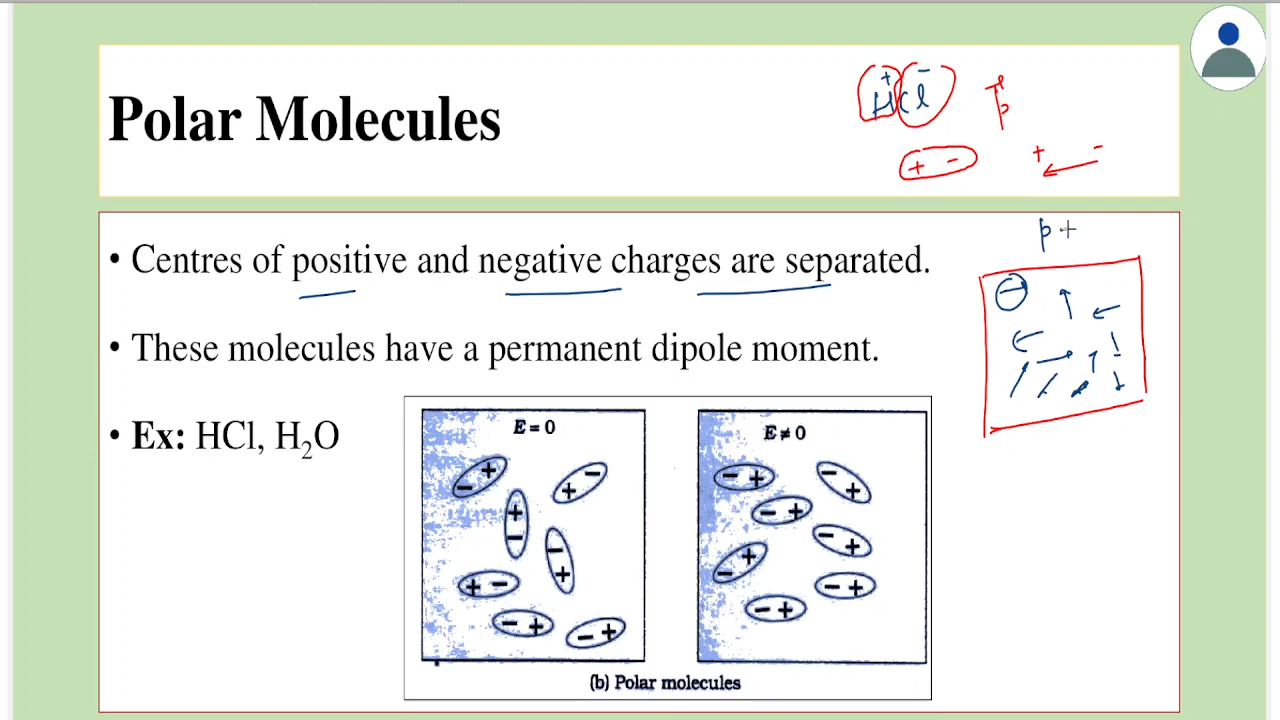 Polar Molecules
+ -
HCl p
+ - + -
• Centres of positive and negative charges are separated.
p +
• These molecules have a permanent dipole moment.
• Ex: HCl, H₂O
E = 0
E ≠ 0
- + + - - + - + - +
+ - - + - + - + - +
+ - - + - + - + - +
(b) Polar molecules